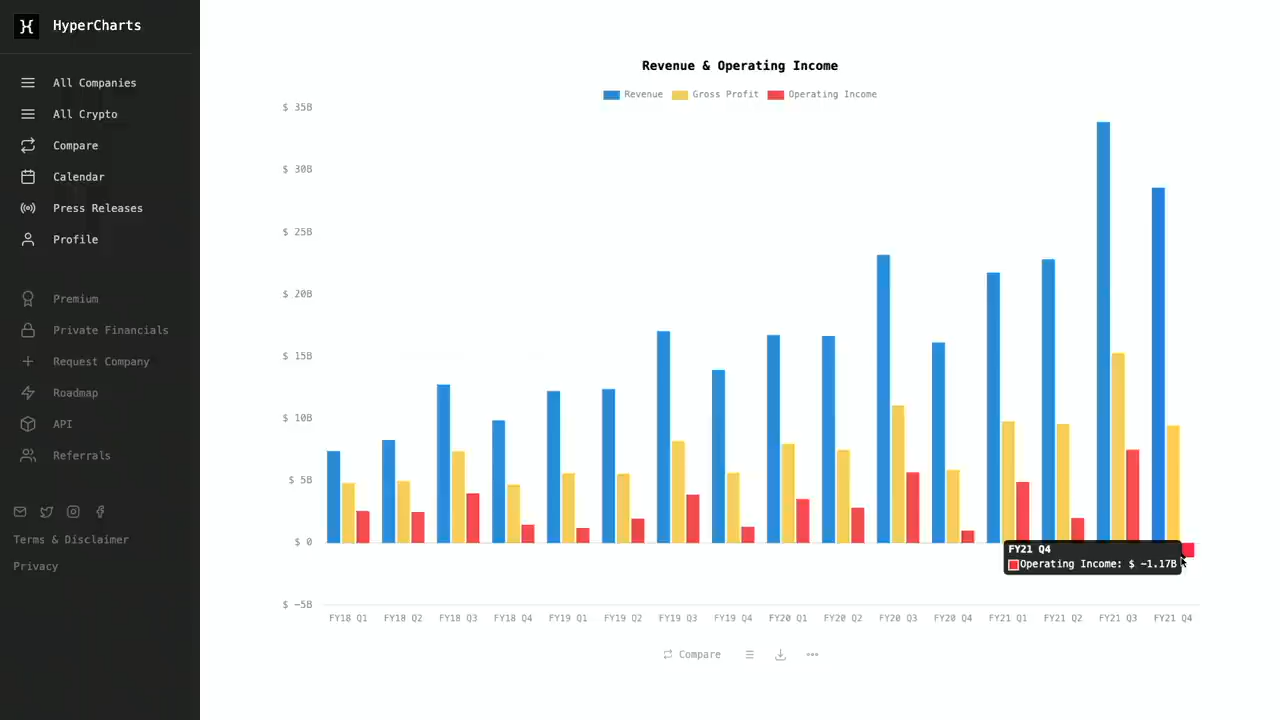 HyperCharts
All Companies
All Crypto
Compare
Calendar
Press Releases
Profile
Premium
Private Financials
Request Company
Roadmap
API
Referrals
Terms & Disclaimer
Privacy
Revenue & Operating Income
Revenue Gross Profit Operating Income
$ 35B
$ 30B
$ 25B
$ 20B
$ 15B
$ 10B
$ 5B
$ 0
$ -5B
FY21 Q4
Operating Income: $ -1.17B
FY18 Q1 FY18 Q2 FY18 Q3 FY18 Q4 FY19 Q1 FY19 Q2 FY19 Q3 FY19 Q4 FY20 Q1 FY20 Q2 FY20 Q3 FY20 Q4 FY21 Q1 FY21 Q2 FY21 Q3 FY21 Q4
Compare